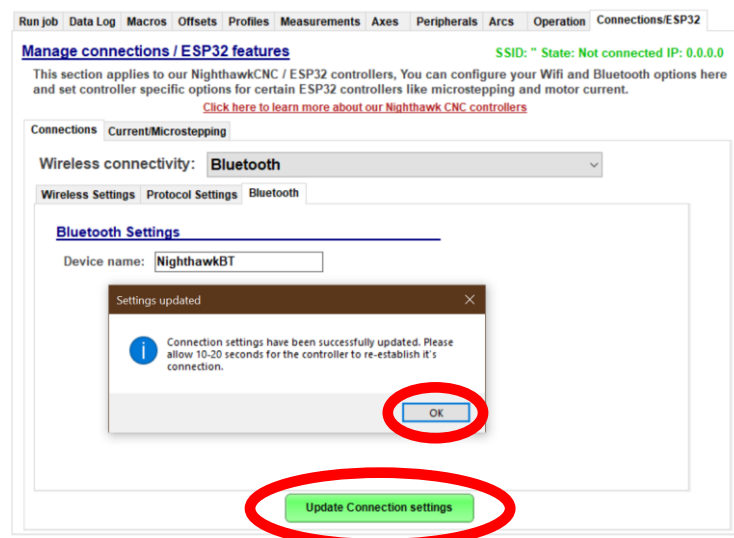 Run job Data Log Macros Offsets Profiles Measurements Axes Peripherals Arcs Operation Connections/ESP32
Manage connections / ESP32 features
SSID: '' State: Not connected IP: 0.0.0.0
This section applies to our NighthawkCNC / ESP32 controllers, You can configure your Wifi and Bluetooth options here
and set controller specific options for certain ESP32 controllers like microstepping and motor current.
Click here to learn more about our Nighthawk CNC controllers
Connections Current/Microstepping
Wireless connectivity: Bluetooth
Wireless Settings Protocol Settings Bluetooth
Bluetooth Settings
Device name: NighthawkBT
Settings updated
Connection settings have been successfully updated. Please
allow 10-20 seconds for the controller to re-establish it's
connection.
OK
Update Connection settings